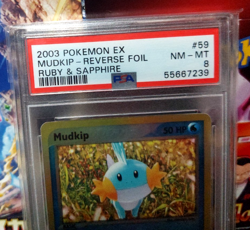 2003 POKEMON EX #59
MUDKIP - REVERSE FOIL NM - MT
RUBY & SAPPHIRE 8
PSA 55667239
Mudkip 50 HP